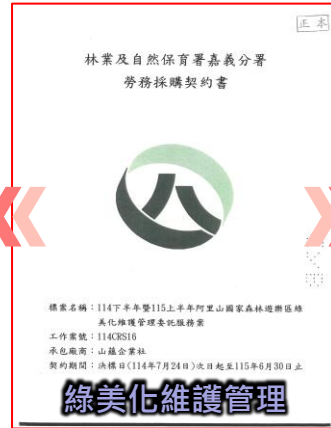 正本
林業及自然保育署嘉義分署
勞務採購契約書
標案名稱：114下半年暨115上半年阿里山國家森林遊樂區綠
美化維護管理委託服務案
工作案號：114CRS16
承包廠商：山蘊企業社
契約期間：決標日(114年7月24日)次日起至115年6月30日止
綠美化維護管理